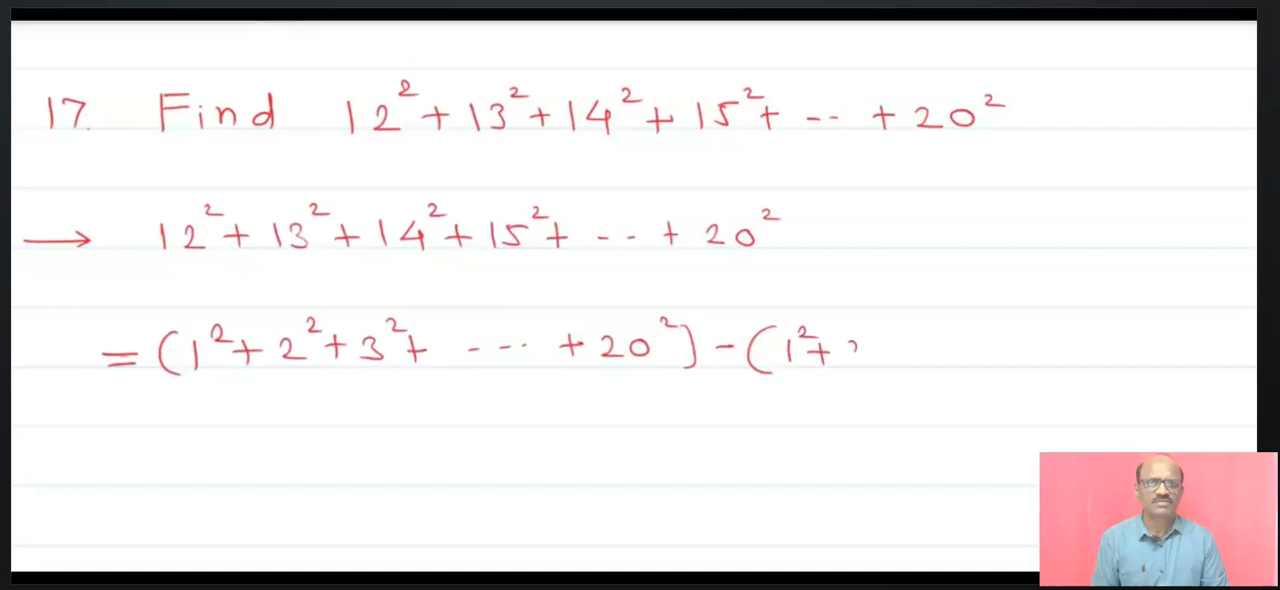 17. Find 12² + 13² + 14² + 15² + -- + 20²
→ 12² + 13² + 14² + 15² + -- + 20²
= (1² + 2² + 3² + ---- + 20²) - (1² +